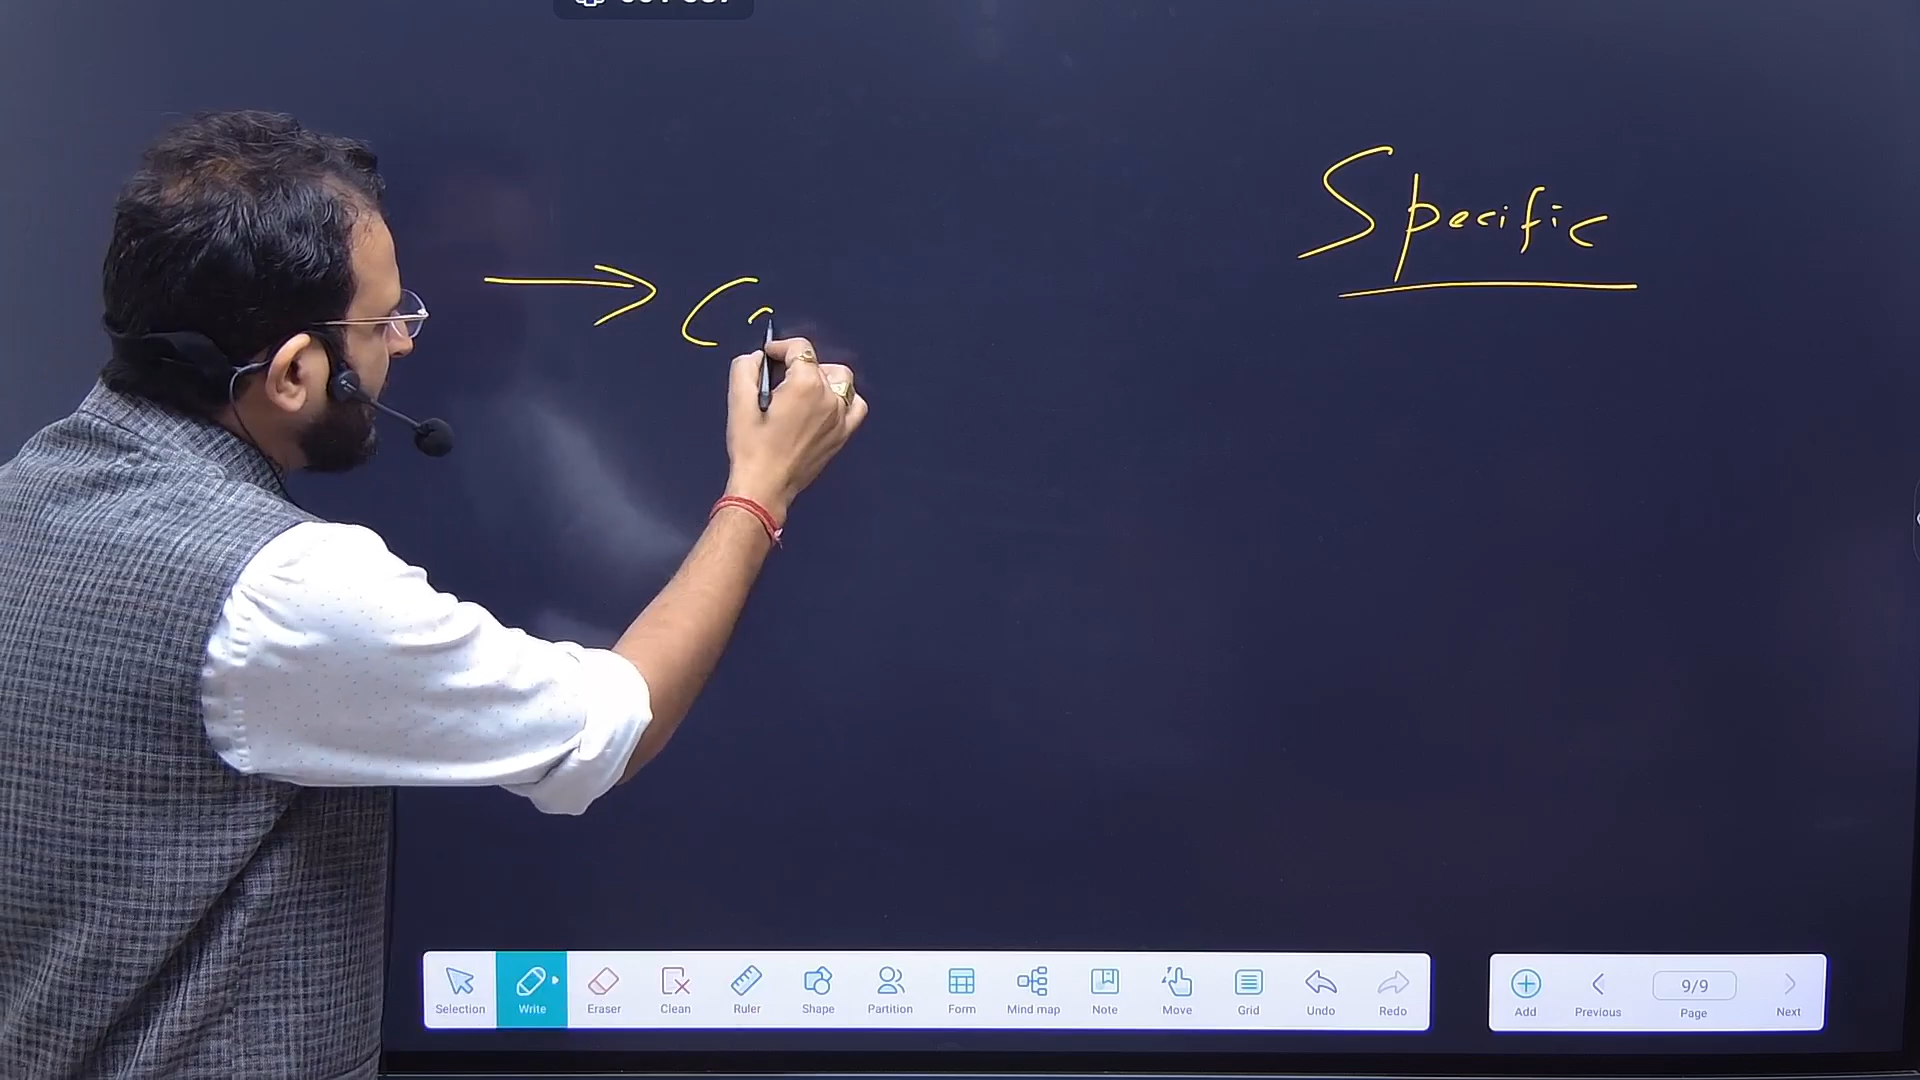 Specific
→ C
Selection Write Eraser Clean Ruler Shape Partition Form Mind map Note Move Grid Undo Redo
Add Previous 9/9 Page Next